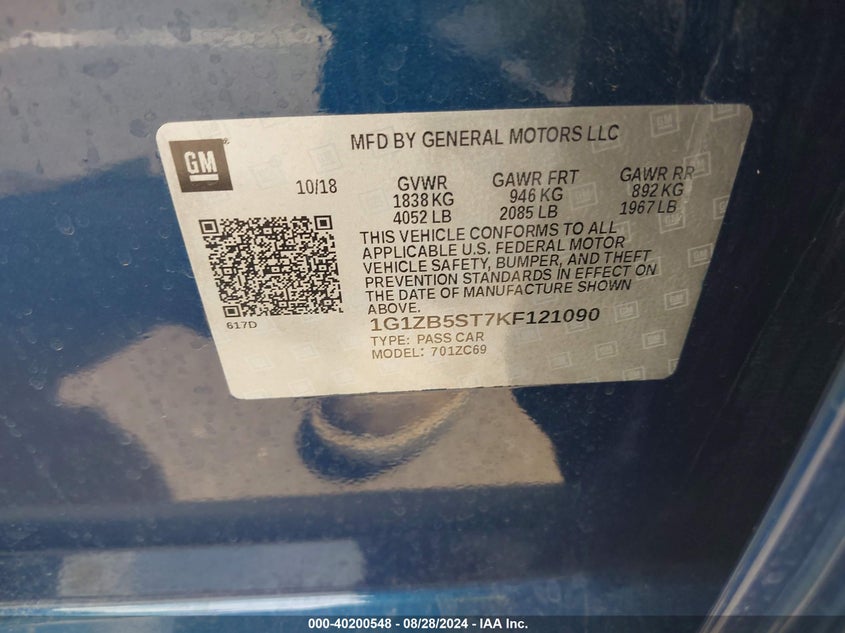 MFD BY GENERAL MOTORS LLC
GM
10/18
GVWR
1838 KG
4052 LB
GAWR FRT
946 KG
2085 LB
GAWR RR
892 KG
1967 LB
THIS VEHICLE CONFORMS TO ALL
APPLICABLE U.S. FEDERAL MOTOR
VEHICLE SAFETY, BUMPER, AND THEFT
PREVENTION STANDARDS IN EFFECT ON
THE DATE OF MANUFACTURE SHOWN
ABOVE.
617D
1G1ZB5ST7KF121090
TYPE: PASS CAR
MODEL: 701ZC69
000-40200548 - 08/28/2024 - IAA Inc.